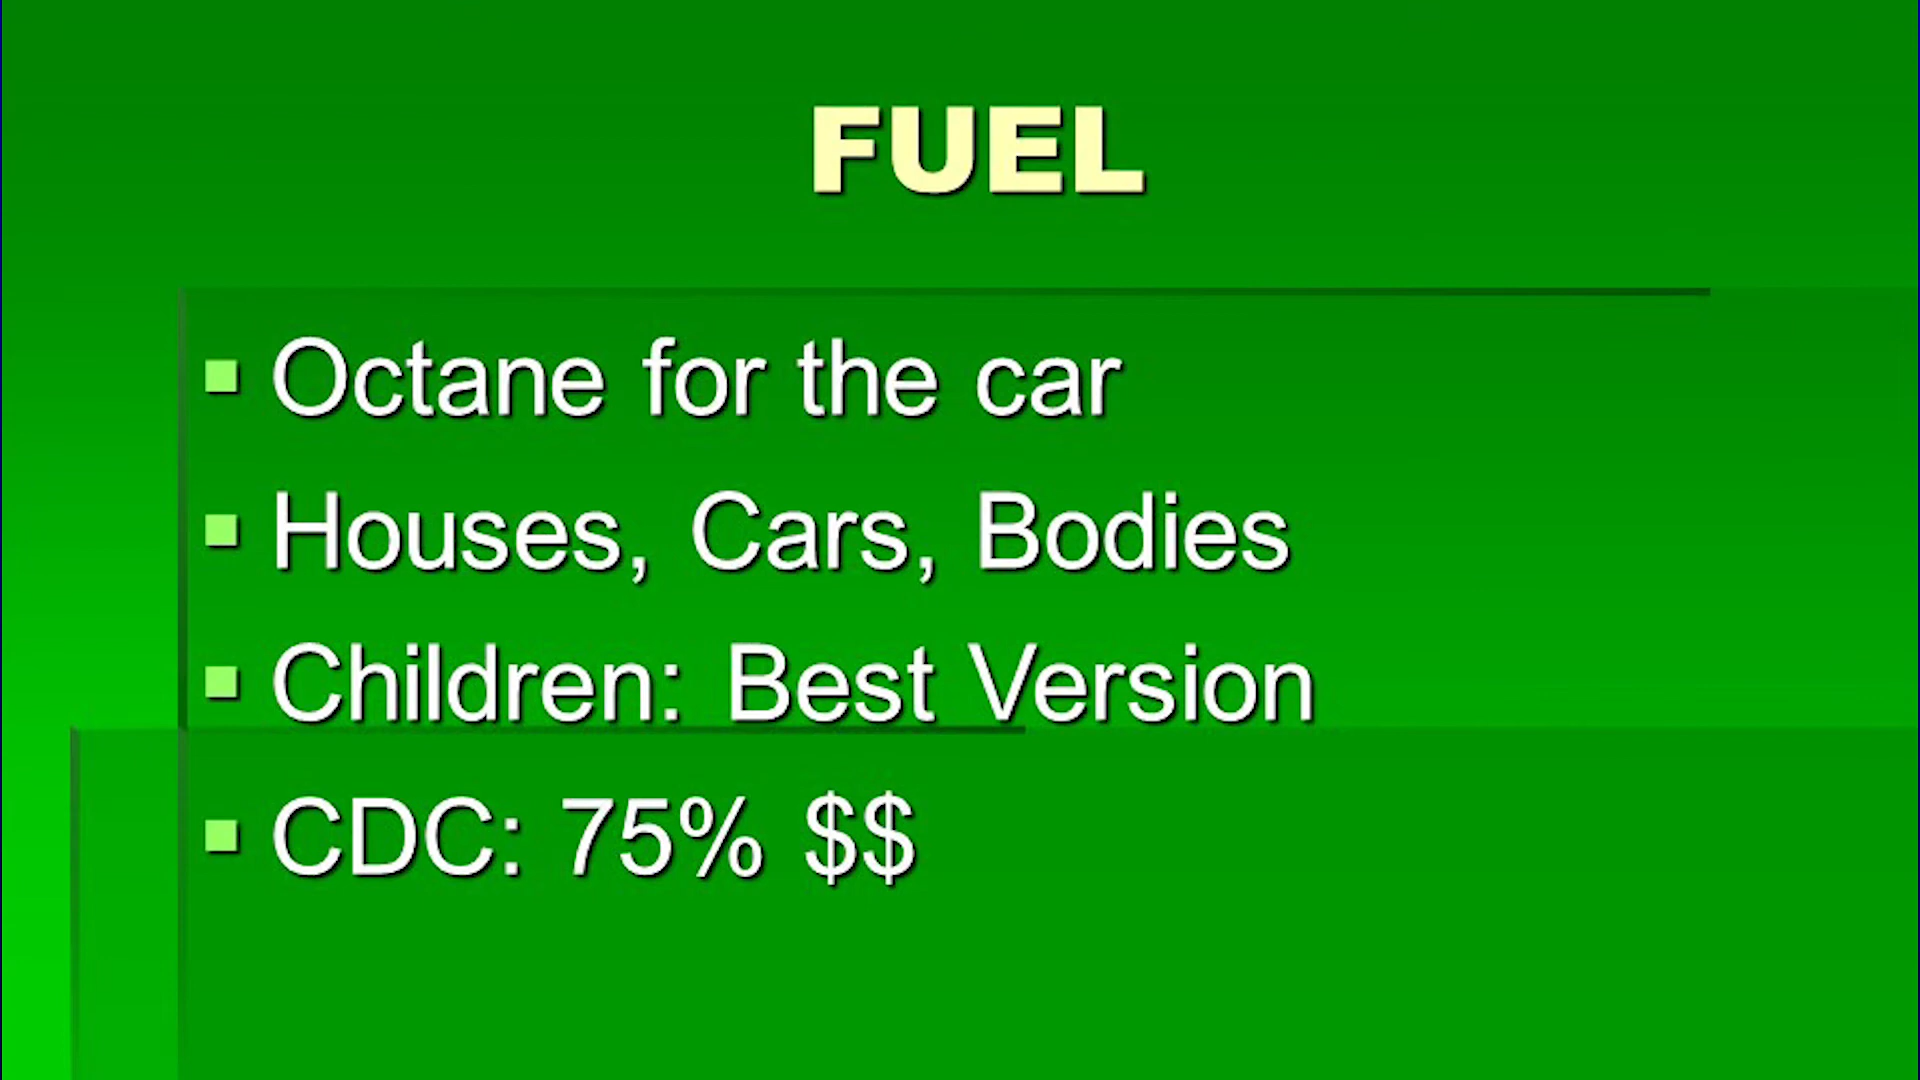 FUEL
Octane for the car
Houses, Cars, Bodies
Children: Best Version
CDC: 75% $$